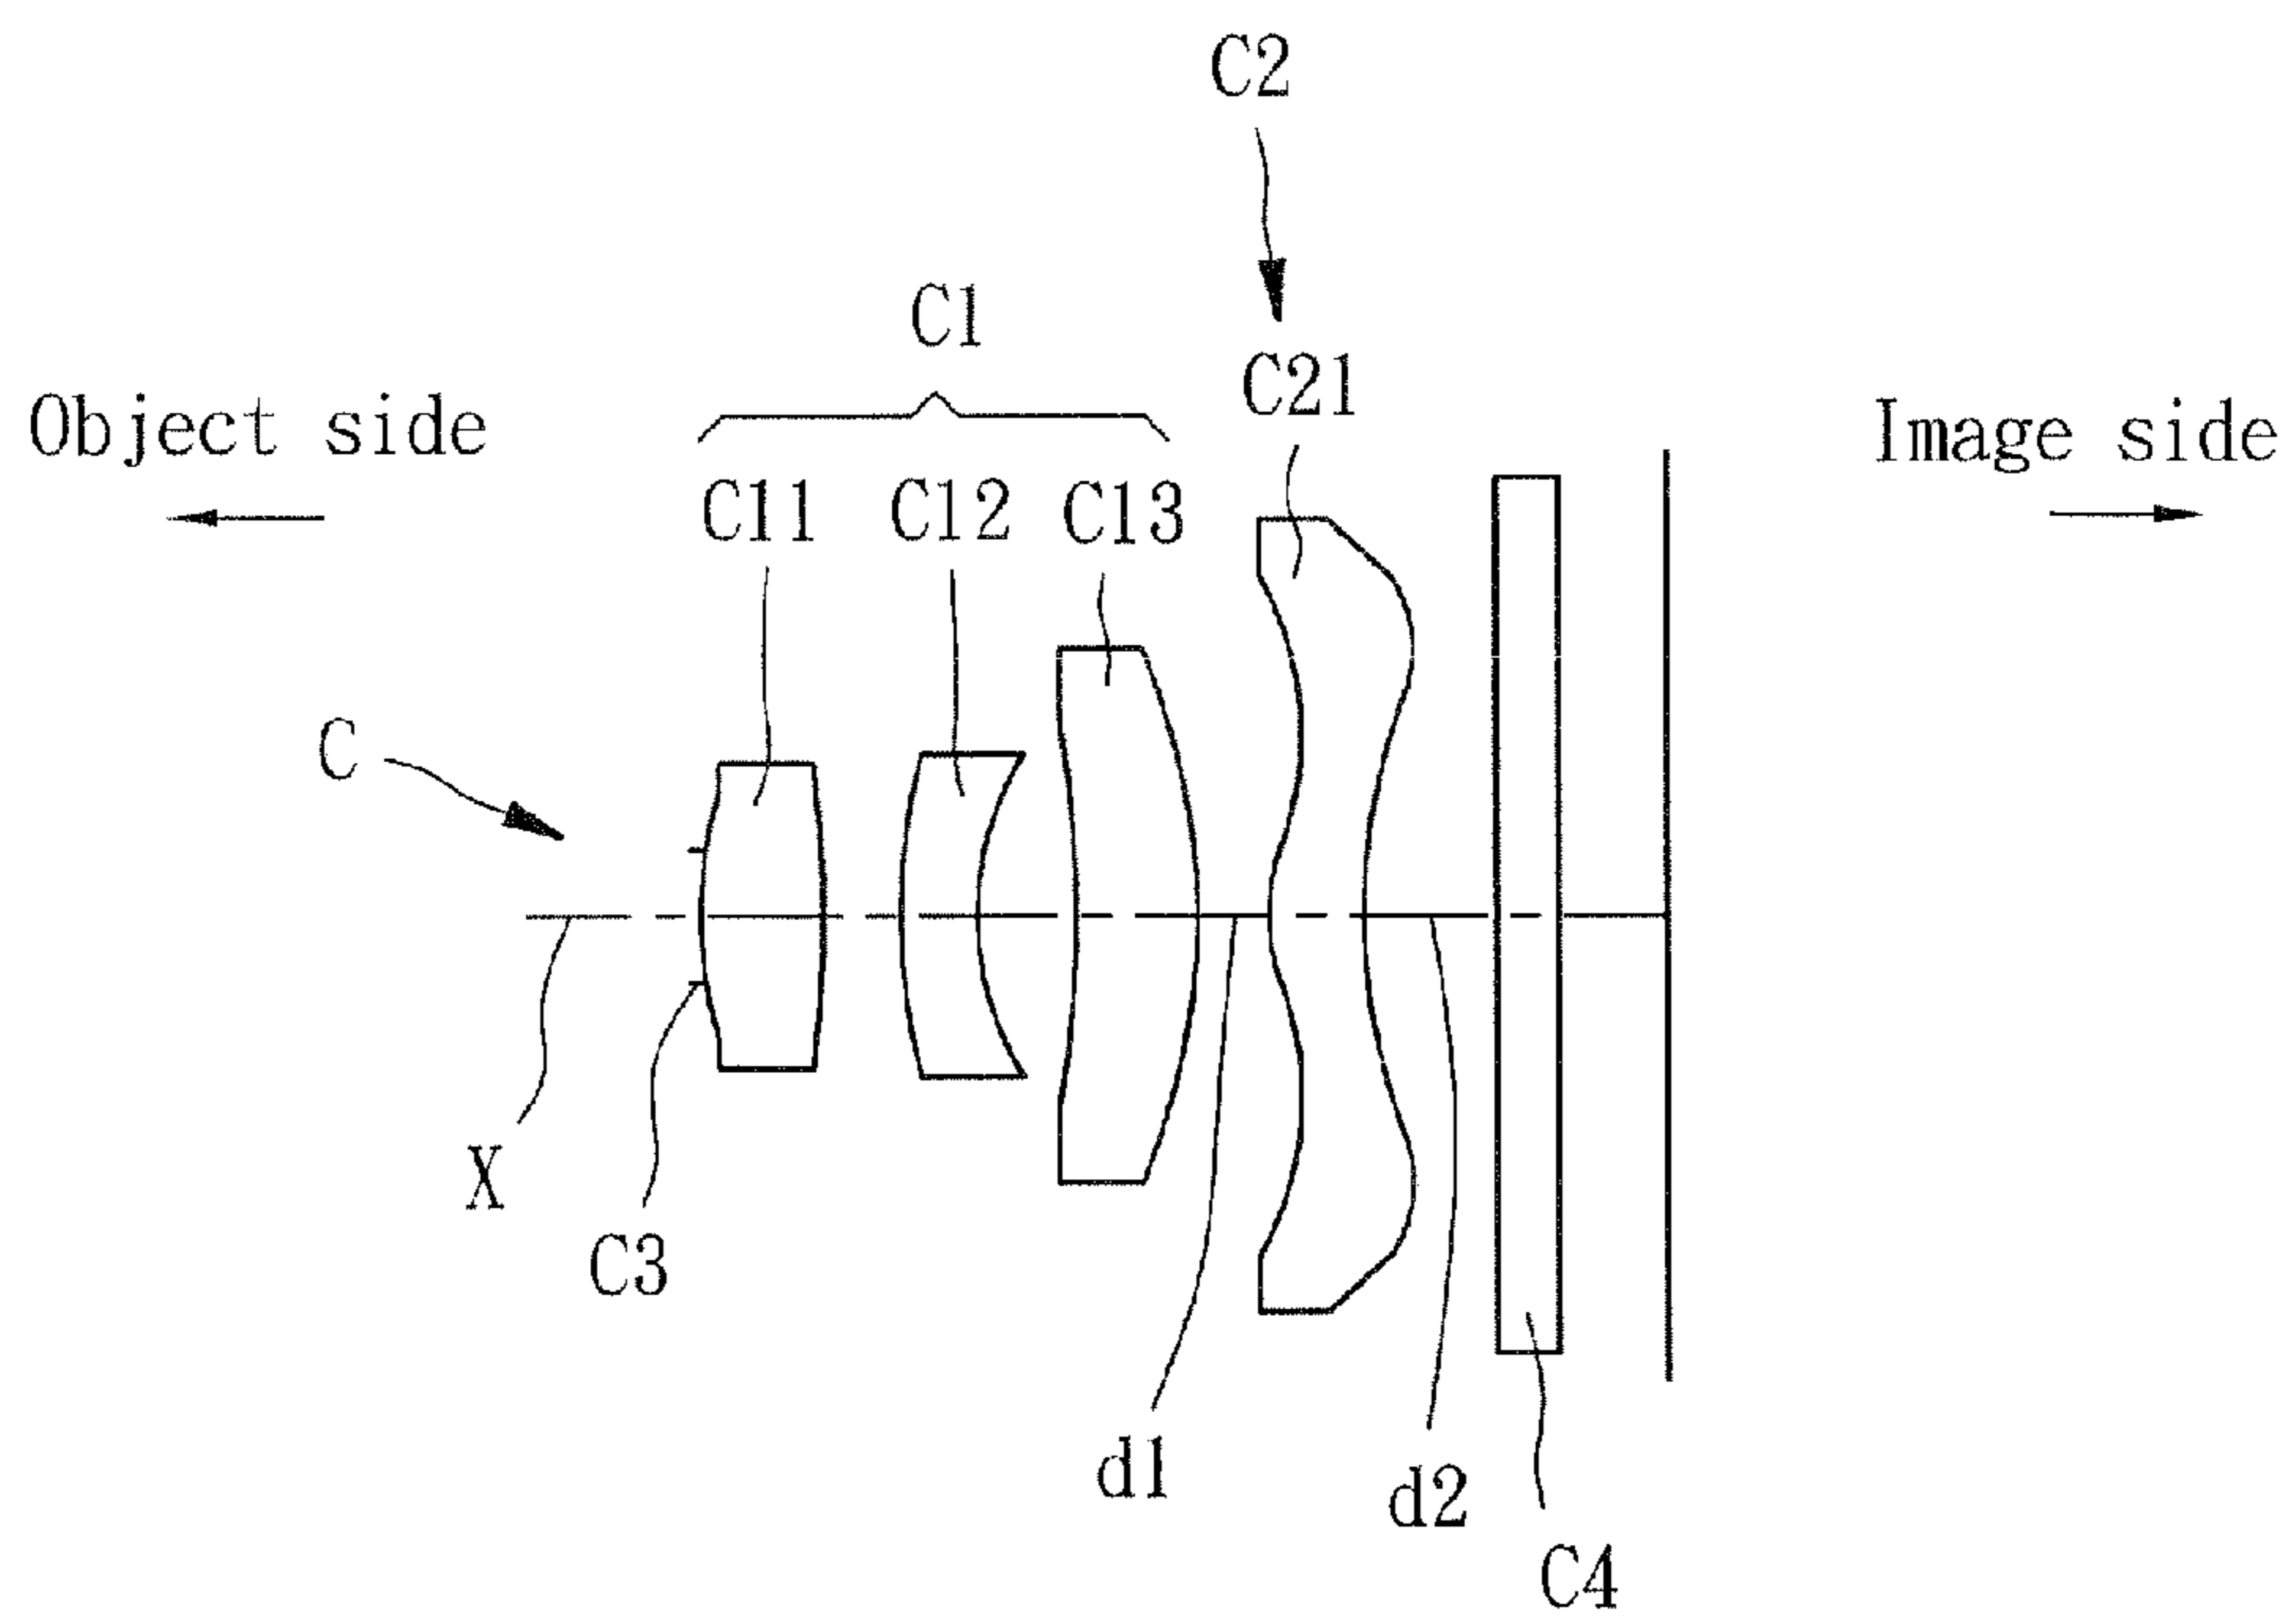 C2
C1
C21
Object side
Image side
C11
C12
C13
C
X
C3
d1
d2
C4